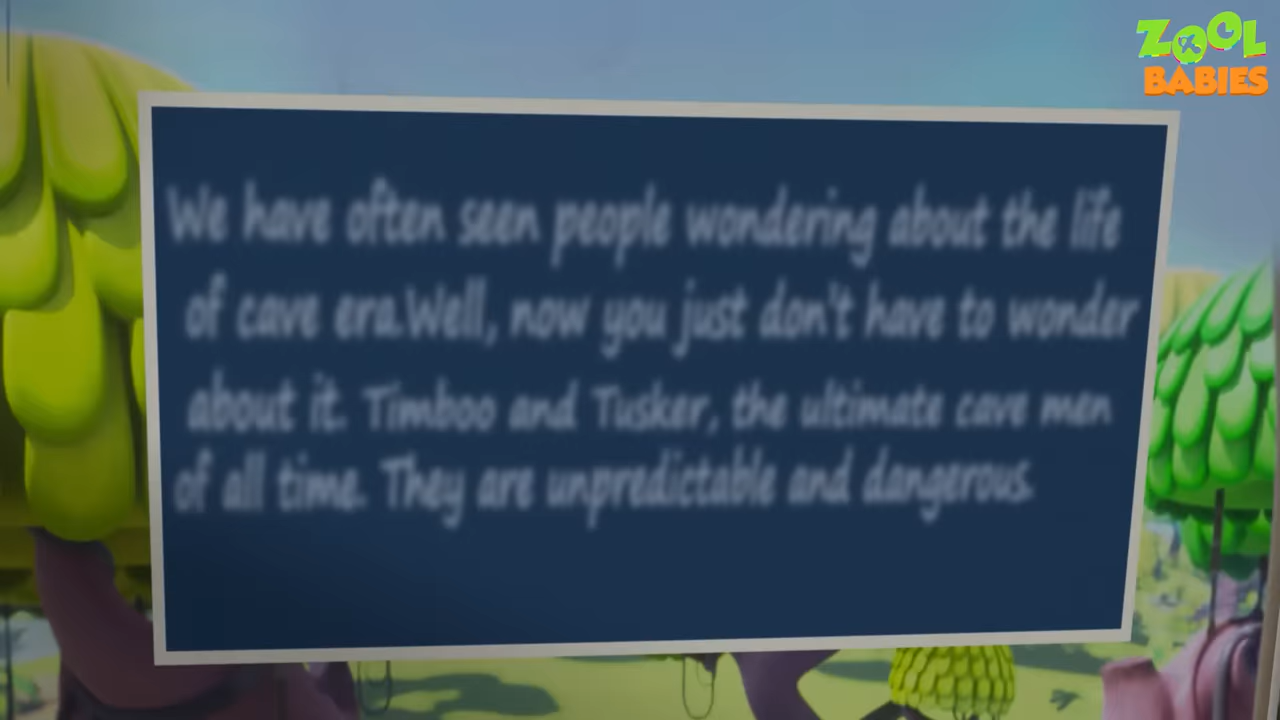 ZOOL
BABIES
We have often seen people wondering about the life
of cave era.Well, now you just don't have to wonder
about it. Timboo and Tusker, the ultimate cave men
of all time. They are unpredictable and dangerous.